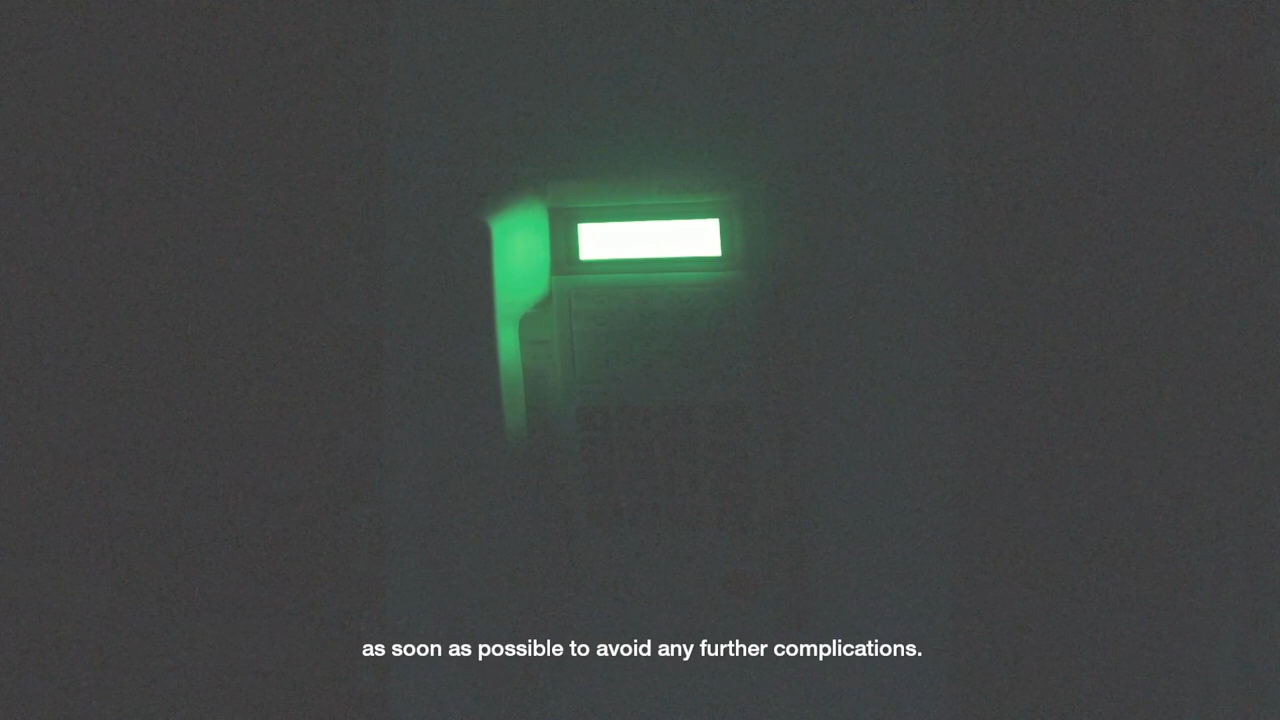 as soon as possible to avoid any further complications.